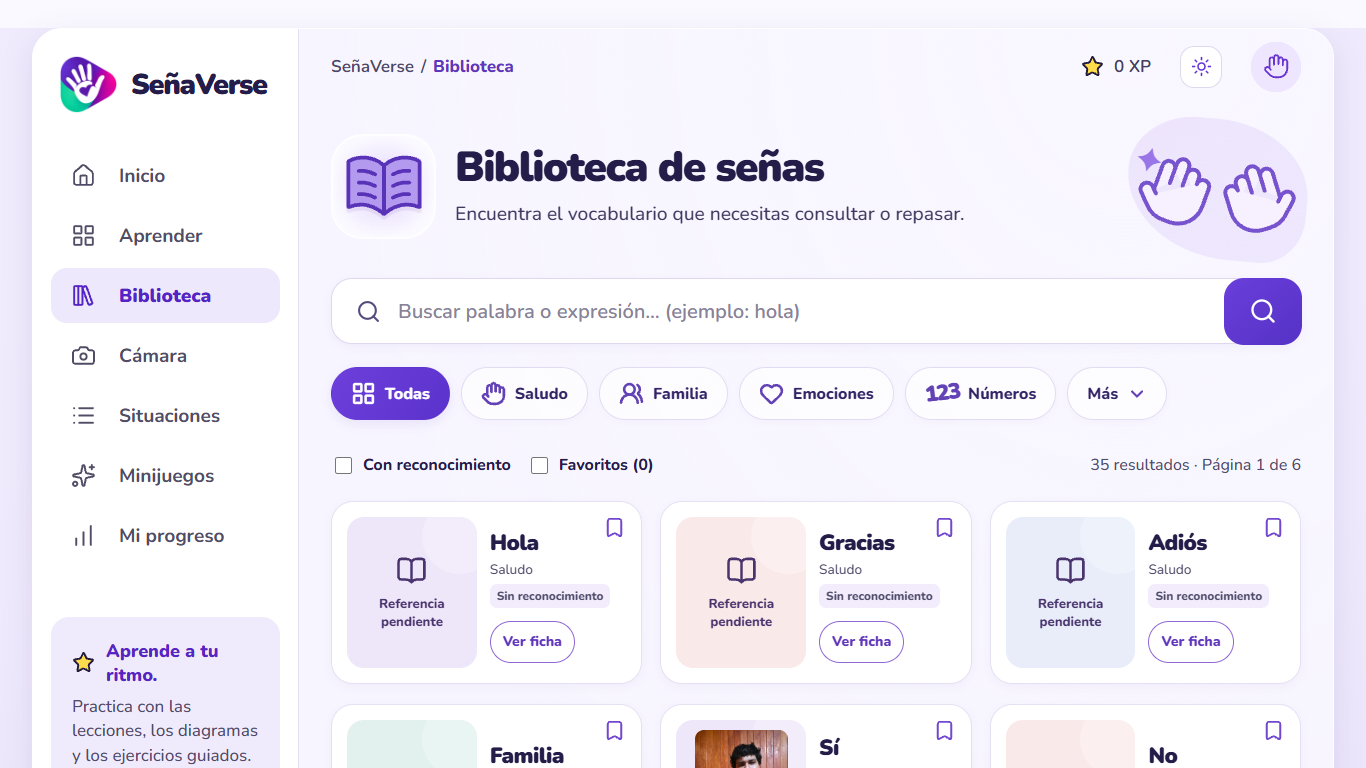 SeñaVerse
Inicio
Aprender
Biblioteca
Cámara
Situaciones
Minijuegos
Mi progreso
Aprende a tu
ritmo.
Practica con las
lecciones, los diagramas
y los ejercicios guiados.
SeñaVerse / Biblioteca
0 XP
Biblioteca de señas
Encuentra el vocabulario que necesitas consultar o repasar.
Buscar palabra o expresión... (ejemplo: hola)
Todas
Saludo
Familia
Emociones
123 Números
Más
Con reconocimiento
Favoritos (0)
35 resultados · Página 1 de 6
Referencia
pendiente
Hola
Saludo
Sin reconocimiento
Ver ficha
Referencia
pendiente
Gracias
Saludo
Sin reconocimiento
Ver ficha
Referencia
pendiente
Adiós
Saludo
Sin reconocimiento
Ver ficha
Familia
Sí
No